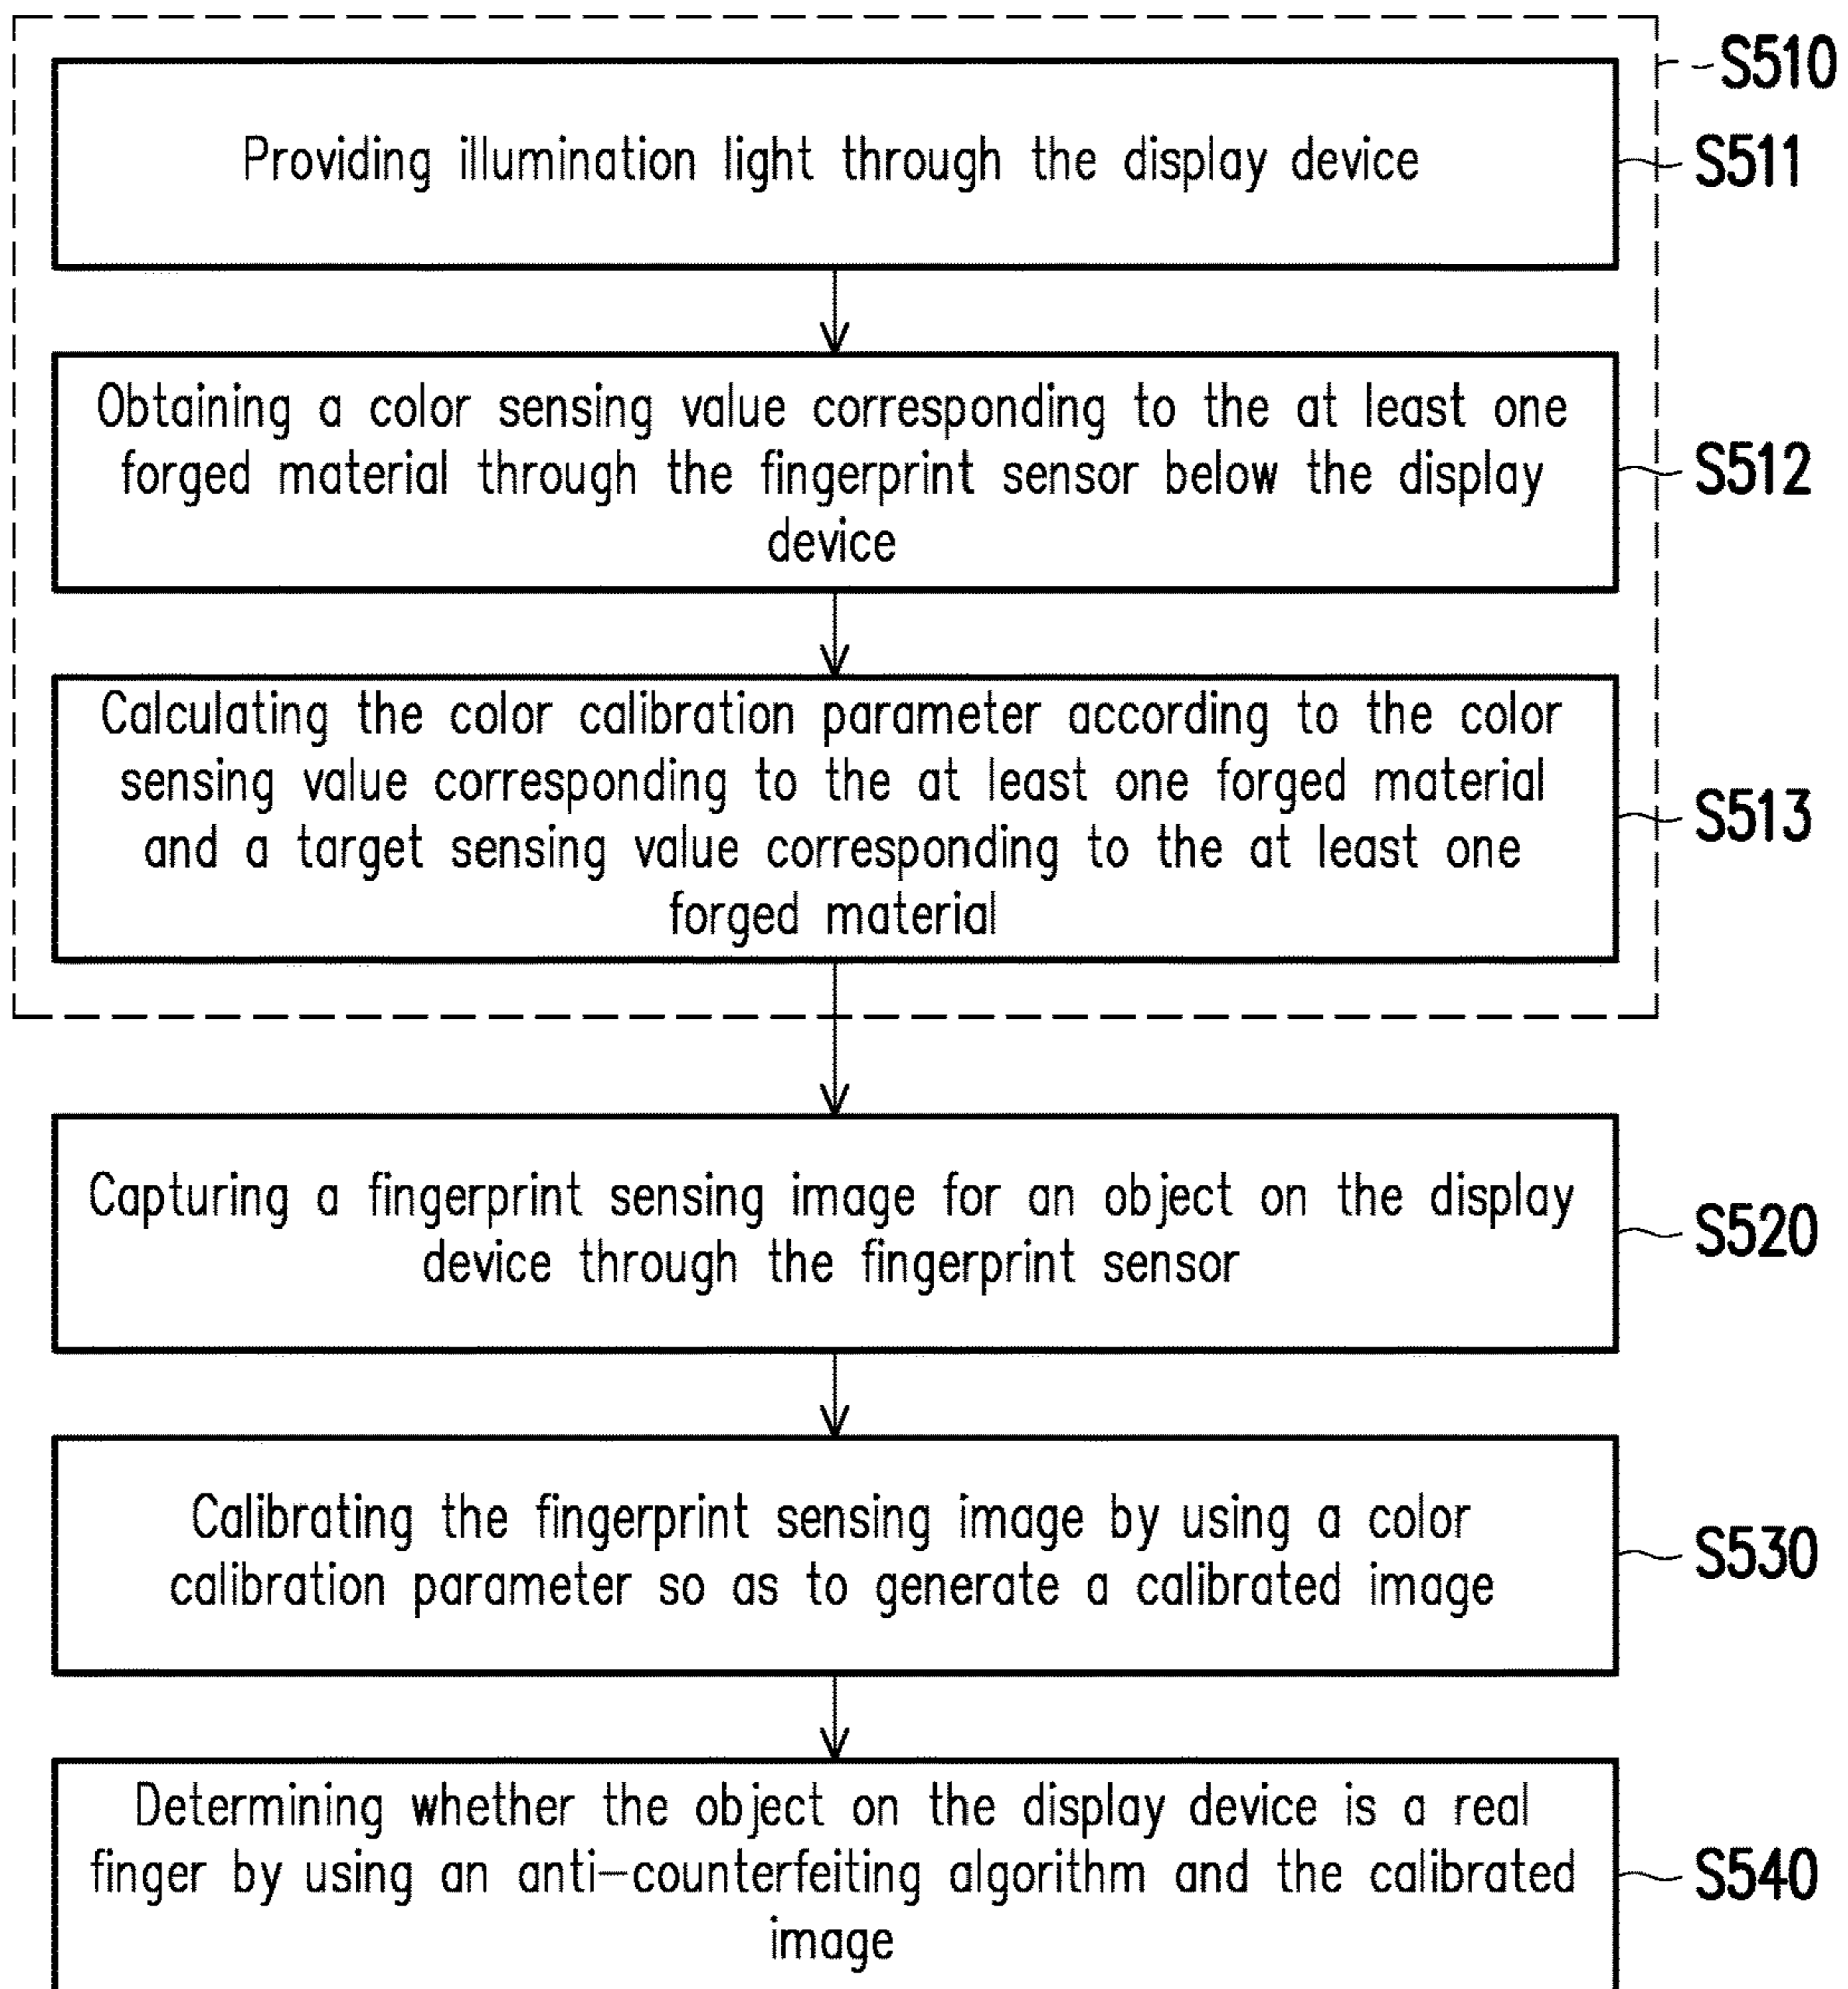 S510
Providing illumination light through the display device
S511
Obtaining a color sensing value corresponding to the at least one
forged material through the fingerprint sensor below the display
device
S512
Calculating the color calibration parameter according to the color
sensing value corresponding to the at least one forged material
and a target sensing value corresponding to the at least one
forged material
S513
Capturing a fingerprint sensing image for an object on the display
device through the fingerprint sensor
S520
Calibrating the fingerprint sensing image by using a color
calibration parameter so as to generate a calibrated image
S530
Determining whether the object on the display device is a real
finger by using an anti-counterfeiting algorithm and the calibrated
image
S540